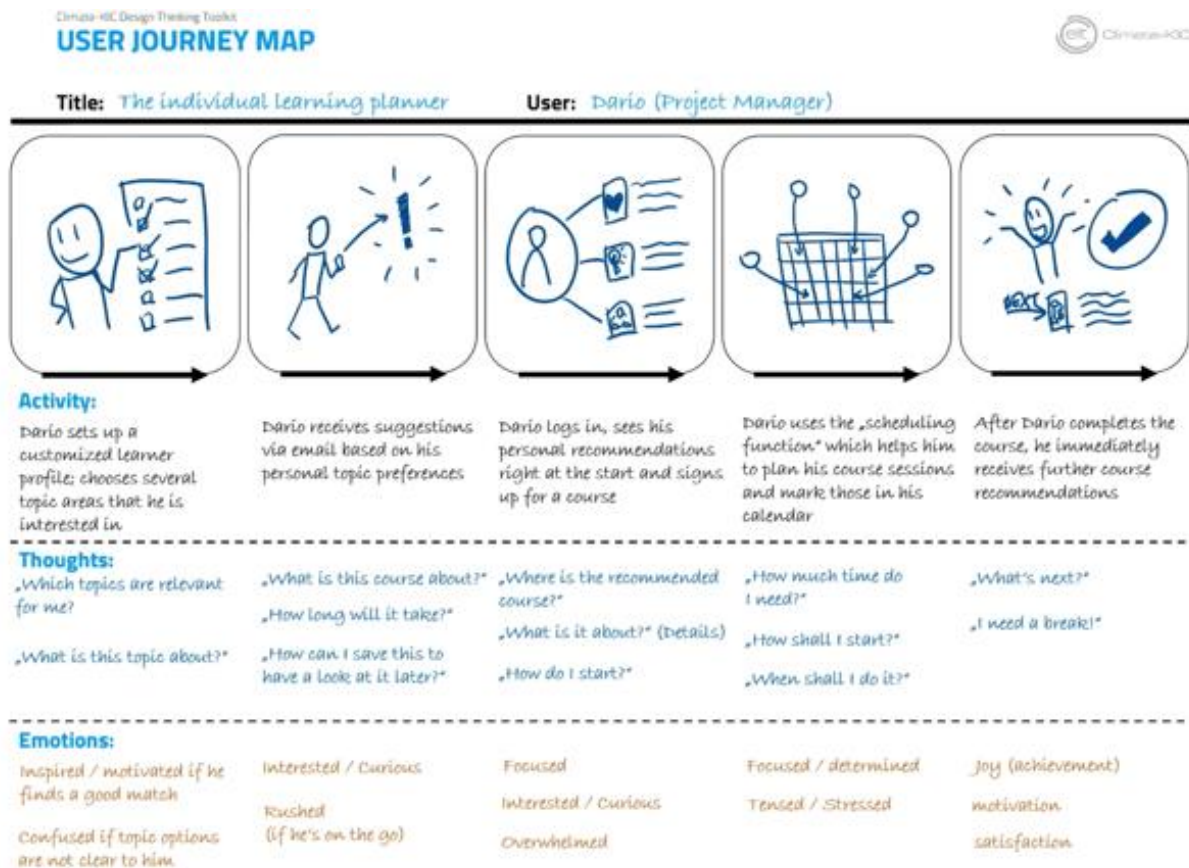 Climate-KIC Design Thinking Toolkit
USER JOURNEY MAP
eit Climate-KIC
Title: The individual learning planner
User: Dario (Project Manager)
NEXT
Activity:
Dario sets up a
customized learner
profile; chooses several
topic areas that he is
interested in
Dario receives suggestions
via email based on his
personal topic preferences
Dario logs in, sees his
personal recommendations
right at the start and signs
up for a course
Dario uses the „scheduling
function“ which helps him
to plan his course sessions
and mark those in his
calendar
After Dario completes the
course, he immediately
receives further course
recommendations
Thoughts:
„Which topics are relevant
for me?
„What is this topic about?“
„What is this course about?“
„How long will it take?“
„How can I save this to
have a look at it later?“
„Where is the recommended
course?“
„What is it about?“ (Details)
„How do I start?“
„How much time do
I need?“
„How shall I start?“
„When shall I do it?“
„What's next?“
„I need a break!“
Emotions:
Inspired / motivated if he
finds a good match
Confused if topic options
are not clear to him
Interested / Curious
Rushed
(if he's on the go)
Focused
Interested / Curious
Overwhelmed
Focused / determined
Tensed / Stressed
Joy (achievement)
motivation
satisfaction